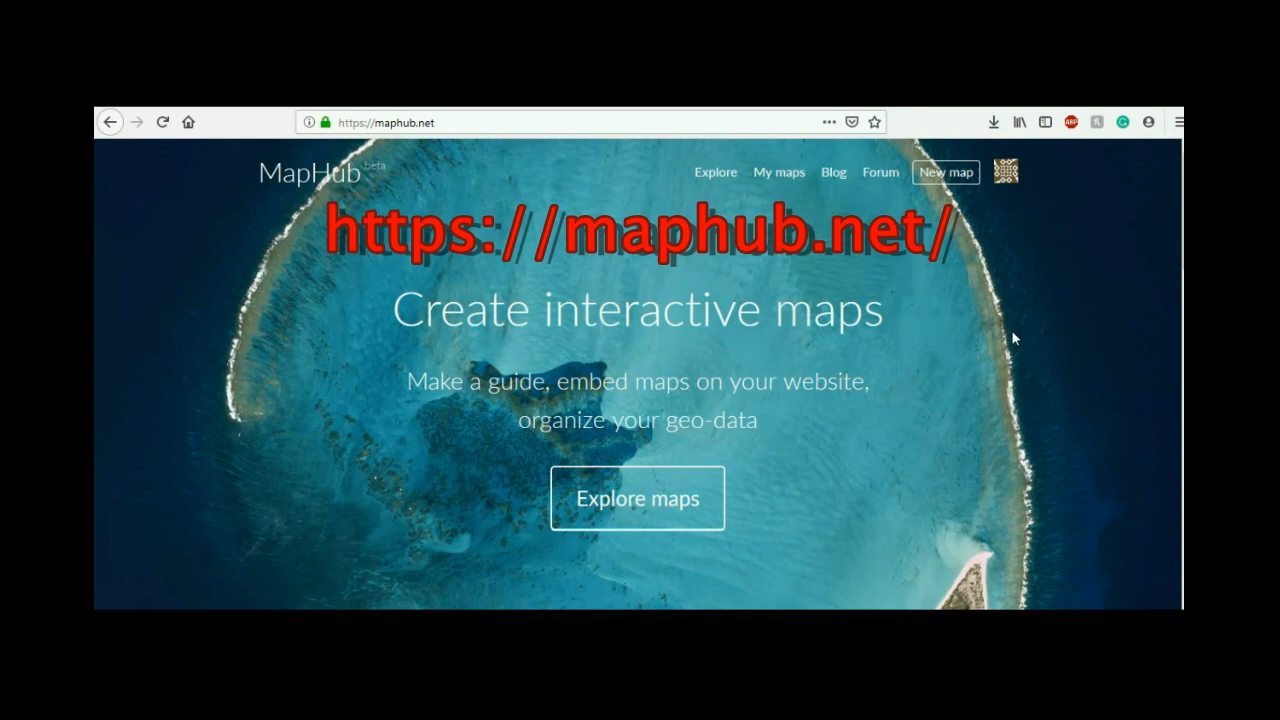 https://maphub.net
ABP
MapHub beta
Explore My maps Blog Forum New map
https://maphub.net/
Create interactive maps
Make a guide, embed maps on your website,
organize your geo-data
Explore maps